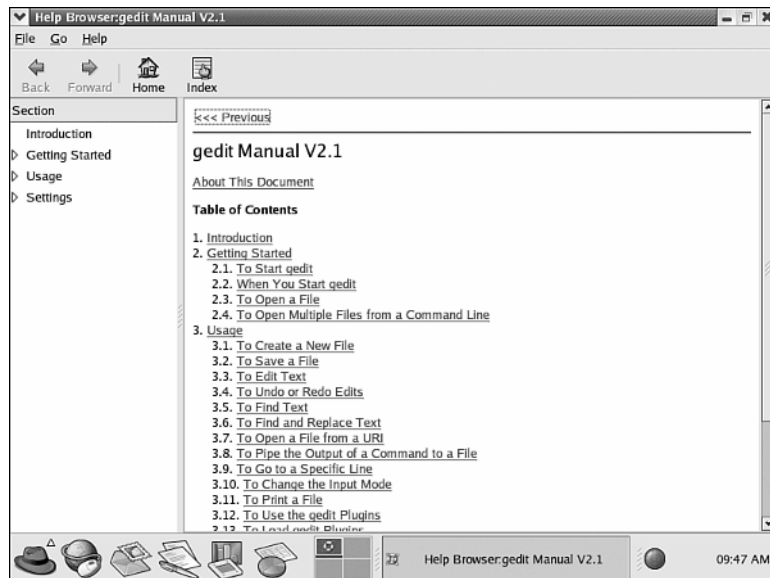 Help Browser:gedit Manual V2.1
File Go Help
Back Forward Home Index
Section
Introduction
Getting Started
Usage
Settings
<<< Previous
gedit Manual V2.1
About This Document
Table of Contents
1. Introduction
2. Getting Started
2.1. To Start gedit
2.2. When You Start gedit
2.3. To Open a File
2.4. To Open Multiple Files from a Command Line
3. Usage
3.1. To Create a New File
3.2. To Save a File
3.3. To Edit Text
3.4. To Undo or Redo Edits
3.5. To Find Text
3.6. To Find and Replace Text
3.7. To Open a File from a URI
3.8. To Pipe the Output of a Command to a File
3.9. To Go to a Specific Line
3.10. To Change the Input Mode
3.11. To Print a File
3.12. To Use the gedit Plugins
3.13. To Load gedit Plugins
Help Browser:gedit Manual V2.1
09:47 AM